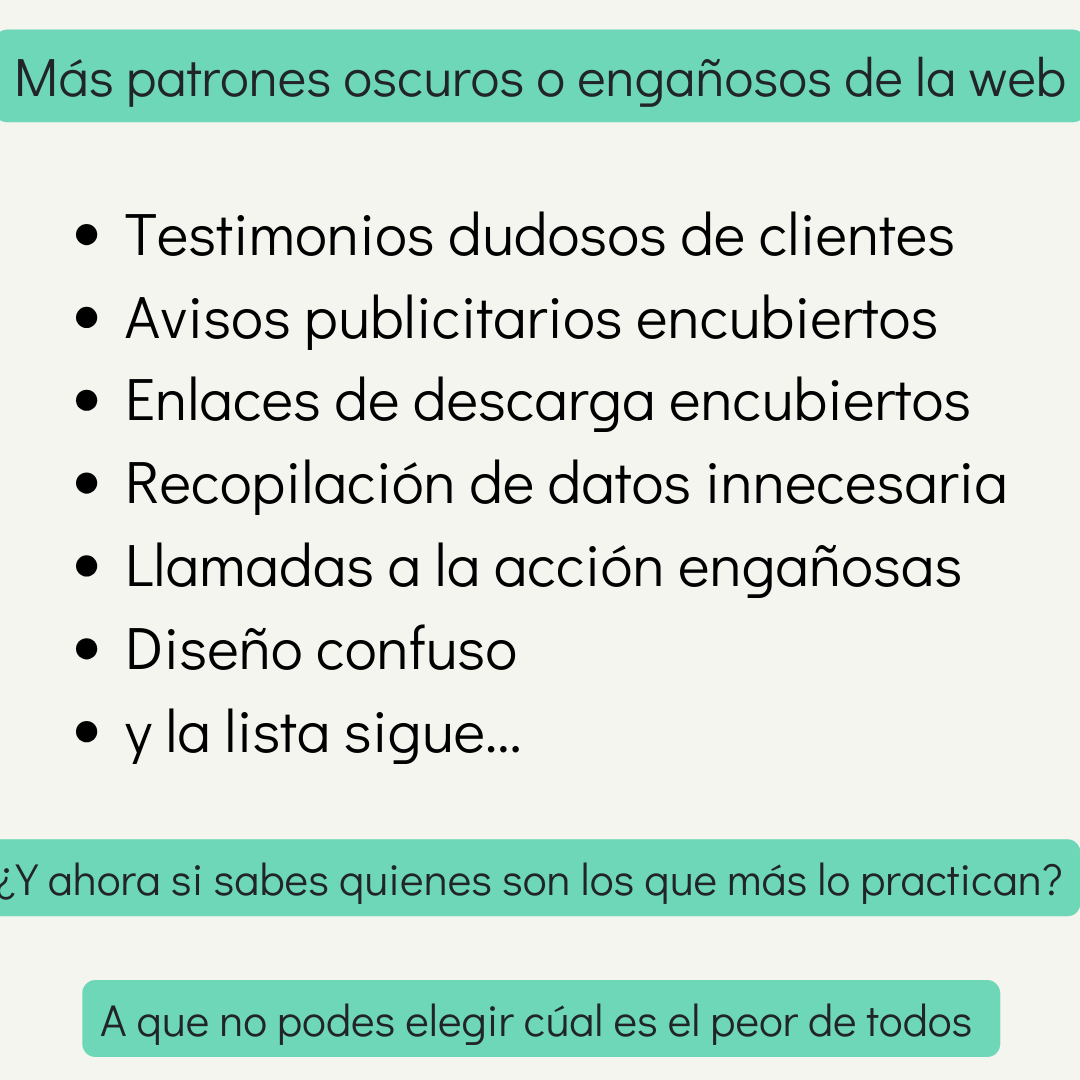 Más patrones oscuros o engañosos de la web
• Testimonios dudosos de clientes
• Avisos publicitarios encubiertos
• Enlaces de descarga encubiertos
• Recopilación de datos innecesaria
• Llamadas a la acción engañosas
• Diseño confuso
• y la lista sigue...
¿Y ahora si sabes quienes son los que más lo practican?
A que no podes elegir cúal es el peor de todos